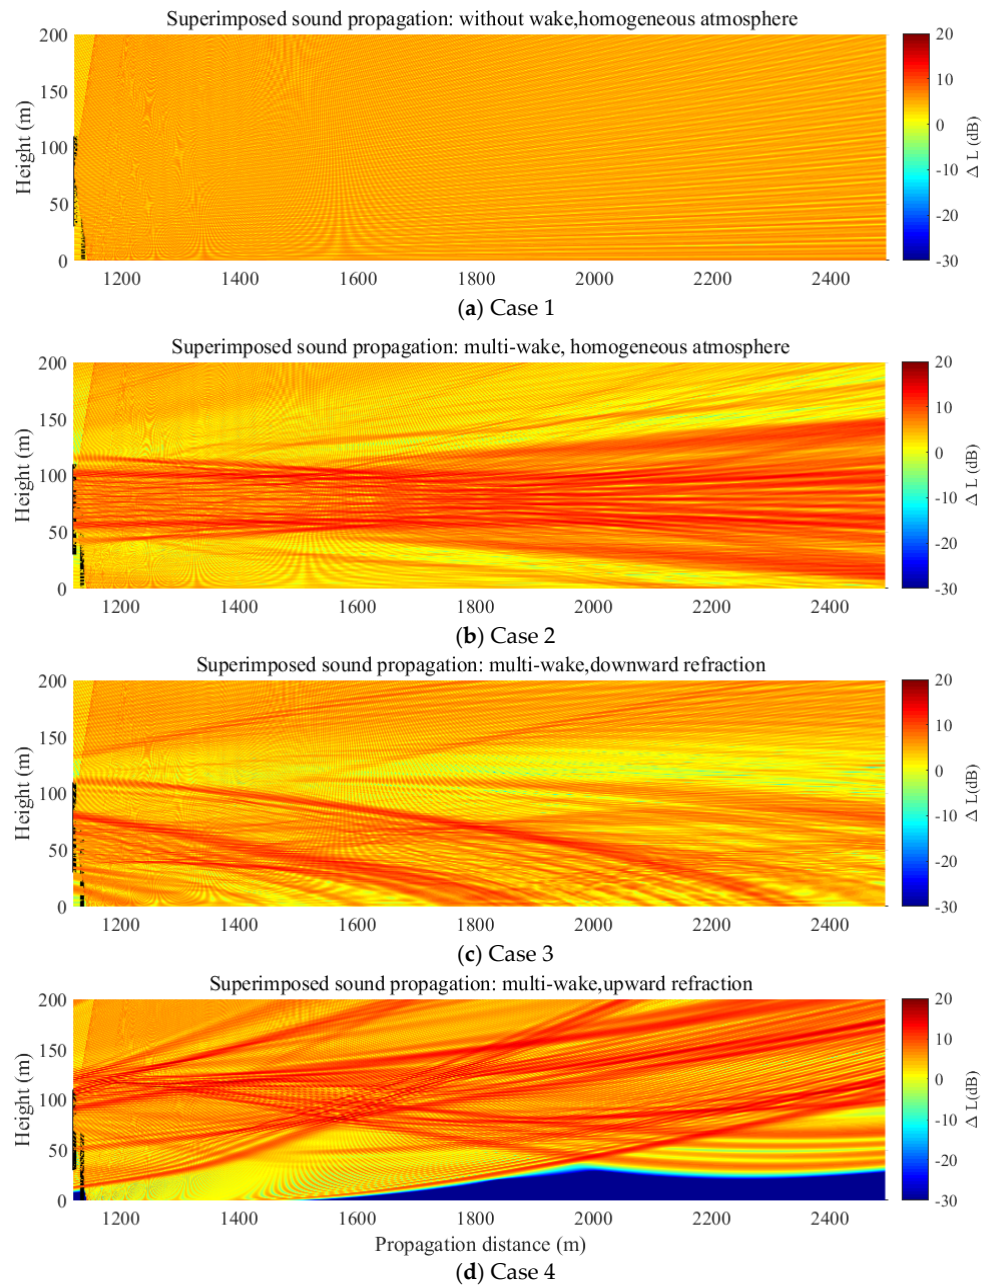 Superimposed sound propagation: without wake,homogeneous atmosphere
200
150
100
50
0
Height (m)
1200 1400 1600 1800 2000 2200 2400
20
10
0
-10
-20
-30
Δ L (dB)
(a) Case 1
Superimposed sound propagation: multi-wake, homogeneous atmosphere
200
150
100
50
0
Height (m)
1200 1400 1600 1800 2000 2200 2400
20
10
0
-10
-20
-30
Δ L (dB)
(b) Case 2
Superimposed sound propagation: multi-wake,downward refraction
200
150
100
50
0
Height (m)
1200 1400 1600 1800 2000 2200 2400
20
10
0
-10
-20
-30
Δ L(dB)
(c) Case 3
Superimposed sound propagation: multi-wake,upward refraction
200
150
100
50
0
Height (m)
1200 1400 1600 1800 2000 2200 2400
Propagation distance (m)
20
10
0
-10
-20
-30
Δ L(dB)
(d) Case 4